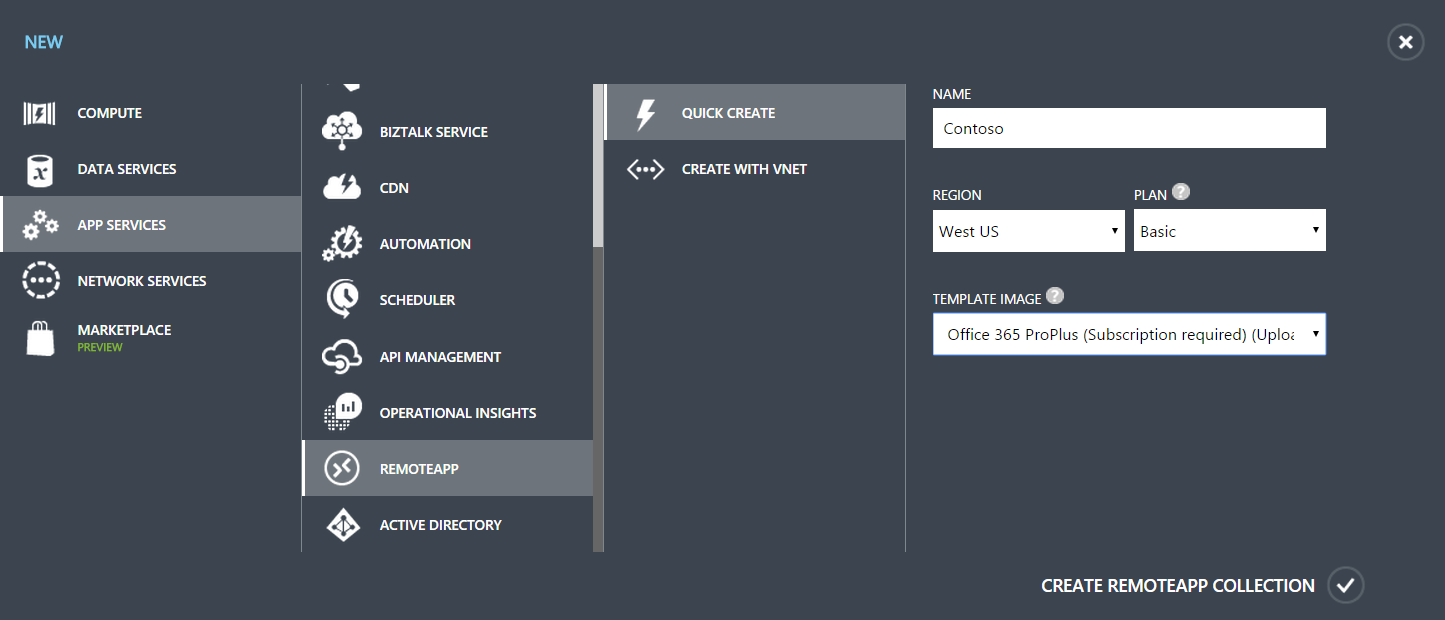 NEW
COMPUTE
DATA SERVICES
APP SERVICES
NETWORK SERVICES
MARKETPLACE
PREVIEW
BIZTALK SERVICE
CDN
AUTOMATION
SCHEDULER
API MANAGEMENT
OPERATIONAL INSIGHTS
REMOTEAPP
ACTIVE DIRECTORY
QUICK CREATE
CREATE WITH VNET
NAME
Contoso
REGION
PLAN ?
West US
Basic
TEMPLATE IMAGE ?
Office 365 ProPlus (Subscription required) (Uploa
CREATE REMOTEAPP COLLECTION